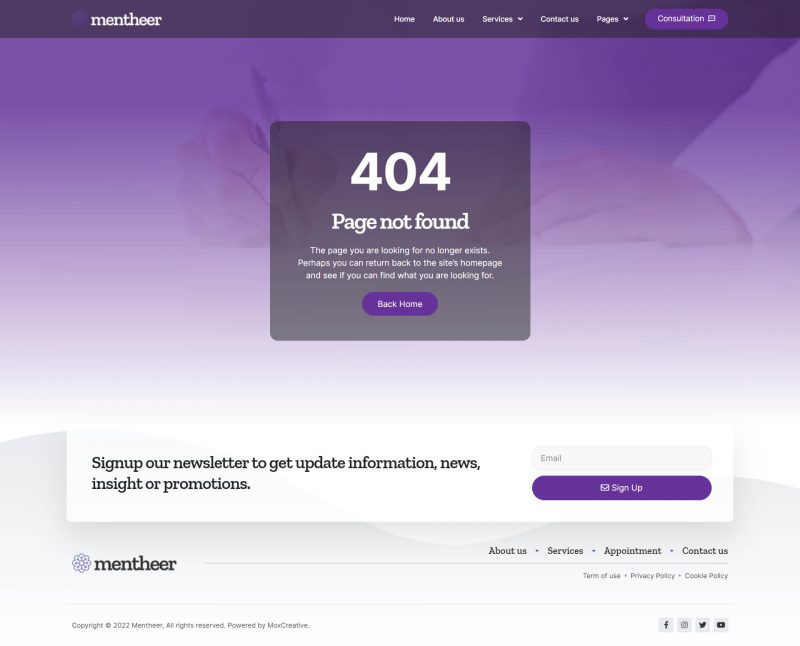 mentheer
Home About us Services Contact us Pages Consultation
404
Page not found
The page you are looking for no longer exists.
Perhaps you can return back to the site's homepage
and see if you can find what you are looking for.
Back Home
Signup our newsletter to get update information, news,
insight or promotions.
Email
Sign Up
mentheer
About us • Services • Appointment • Contact us
Term of use • Privacy Policy • Cookie Policy
Copyright © 2022 Mentheer, All rights reserved. Powered by MoxCreative.